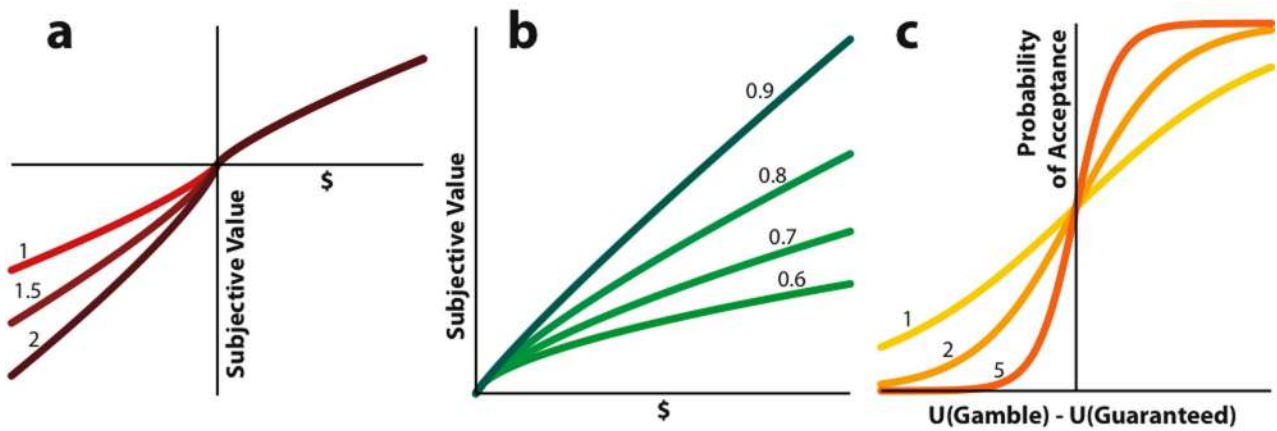 a
$
Subjective Value
1
1.5
2
b
Subjective Value
0.9
0.8
0.7
0.6
$
c
Probability
of Acceptance
1
2
5
U(Gamble) - U(Guaranteed)